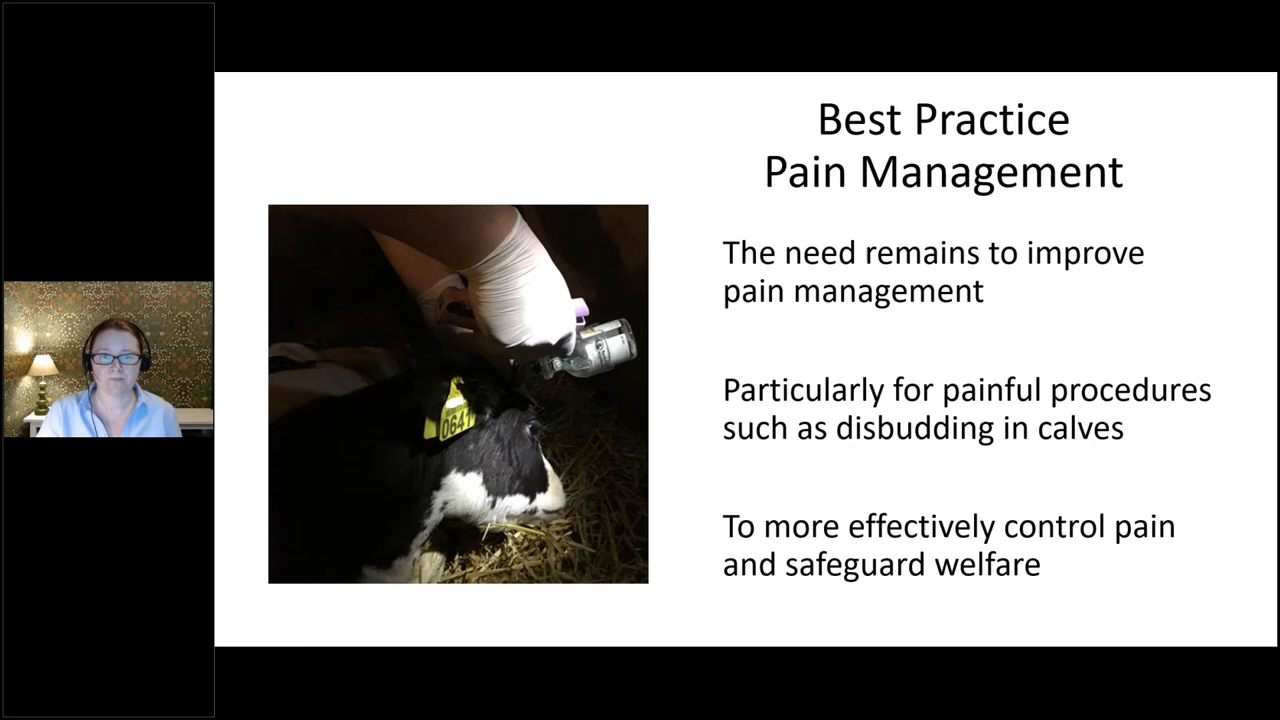 Best Practice
Pain Management
The need remains to improve
pain management
Particularly for painful procedures
such as disbudding in calves
To more effectively control pain
and safeguard welfare
0641